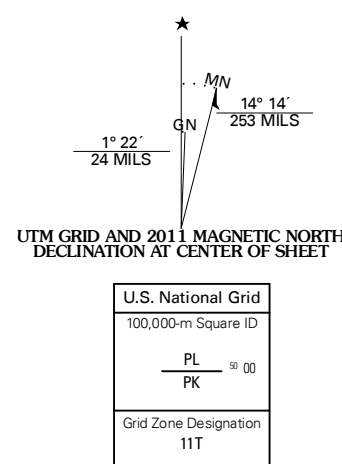 ★
MN
GN
14° 14´
253 MILS
1° 22´
24 MILS
UTM GRID AND 2011 MAGNETIC NORTH
DECLINATION AT CENTER OF SHEET
U.S. National Grid
100,000-m Square ID
PL
50 00
PK
Grid Zone Designation
11T